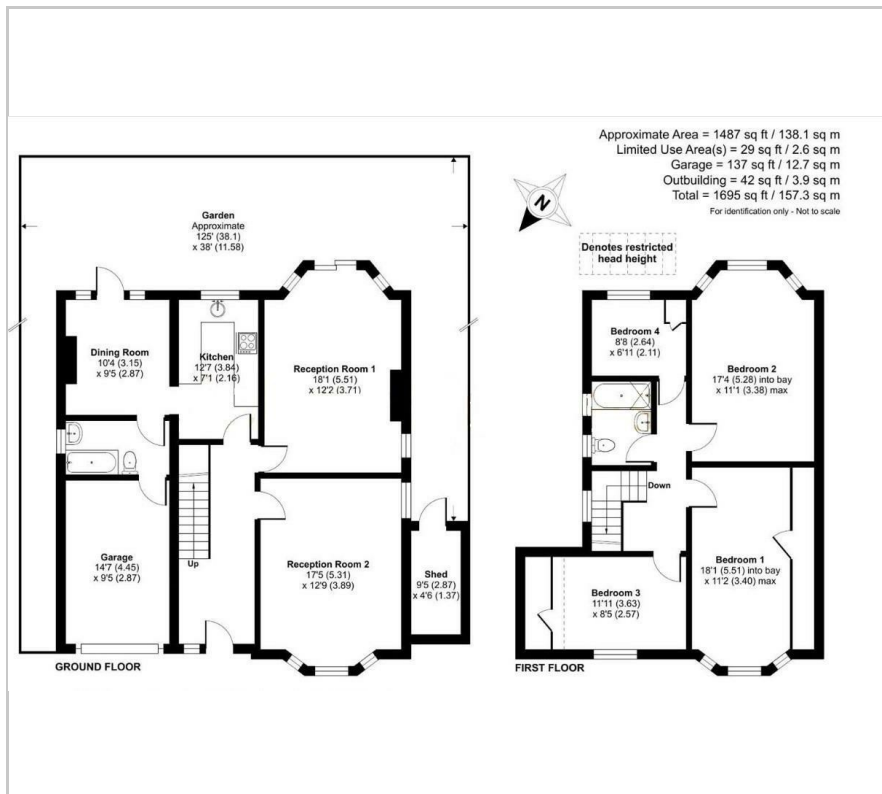 Approximate Area = 1487 sq ft / 138.1 sq m
Limited Use Area(s) = 29 sq ft / 2.6 sq m
Garage = 137 sq ft / 12.7 sq m
Outbuilding = 42 sq ft / 3.9 sq m
Total = 1695 sq ft / 157.3 sq m
For identification only - Not to scale
N
Denotes restricted
head height
Garden
Approximate
125' (38.1)
x 38' (11.58)
Dining Room
10'4 (3.15)
x 9'5 (2.87)
Kitchen
12'7 (3.84)
x 7'1 (2.16)
Reception Room 1
18'1 (5.51)
x 12'2 (3.71)
Garage
14'7 (4.45)
x 9'5 (2.87)
Up
Reception Room 2
17'5 (5.31)
x 12'9 (3.89)
Shed
9'5 (2.87)
x 4'6 (1.37)
GROUND FLOOR
Bedroom 4
8'8 (2.64)
x 6'11 (2.11)
Bedroom 2
17'4 (5.28) into bay
x 11'1 (3.38) max
Down
Bedroom 1
18'1 (5.51) into bay
x 11'2 (3.40) max
Bedroom 3
11'11 (3.63)
x 8'5 (2.57)
FIRST FLOOR